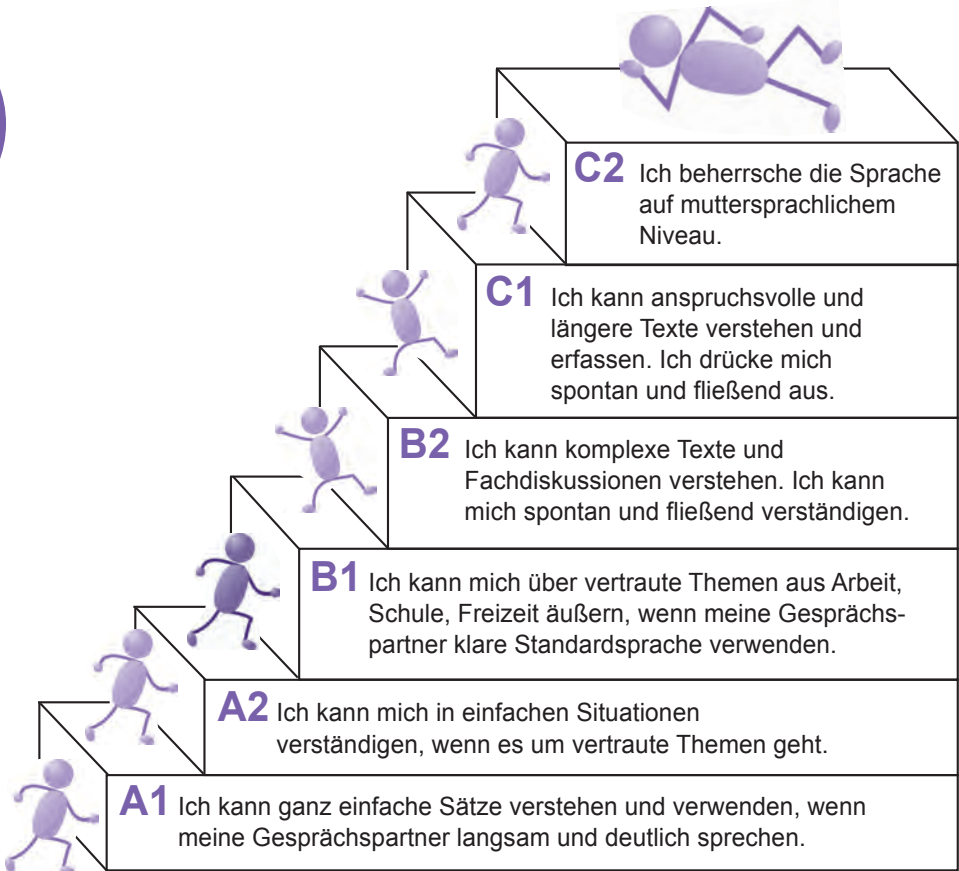 C2 Ich beherrsche die Sprache
auf muttersprachlichem
Niveau.
C1 Ich kann anspruchsvolle und
längere Texte verstehen und
erfassen. Ich drücke mich
spontan und fließend aus.
B2 Ich kann komplexe Texte und
Fachdiskussionen verstehen. Ich kann
mich spontan und fließend verständigen.
B1 Ich kann mich über vertraute Themen aus Arbeit,
Schule, Freizeit äußern, wenn meine Gesprächs-
partner klare Standardsprache verwenden.
A2 Ich kann mich in einfachen Situationen
verständigen, wenn es um vertraute Themen geht.
A1 Ich kann ganz einfache Sätze verstehen und verwenden, wenn
meine Gesprächspartner langsam und deutlich sprechen.